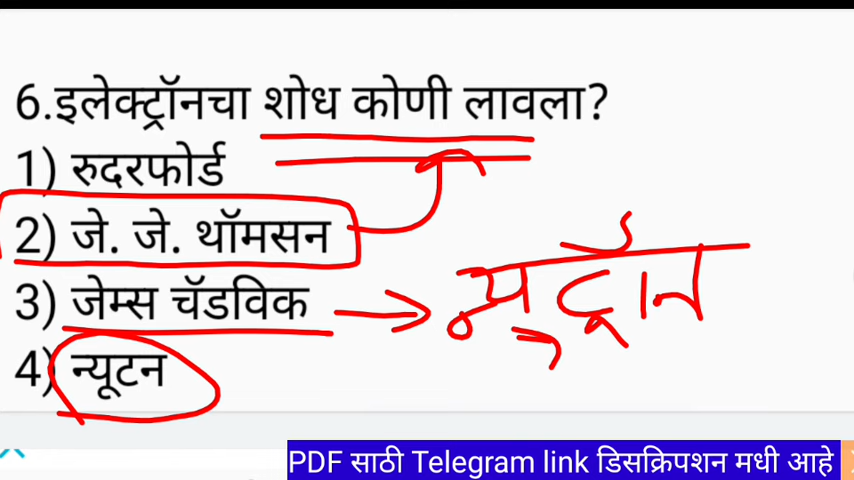 6.इलेक्ट्रॉनचा शोध कोणी लावला?
1) रुदरफोर्ड
2) जे. जे. थॉमसन
3) जेम्स चॅडविक
न्यूट्रॉन
4) न्यूटन
PDF साठी Telegram link डिसक्रिपशन मधी आहे